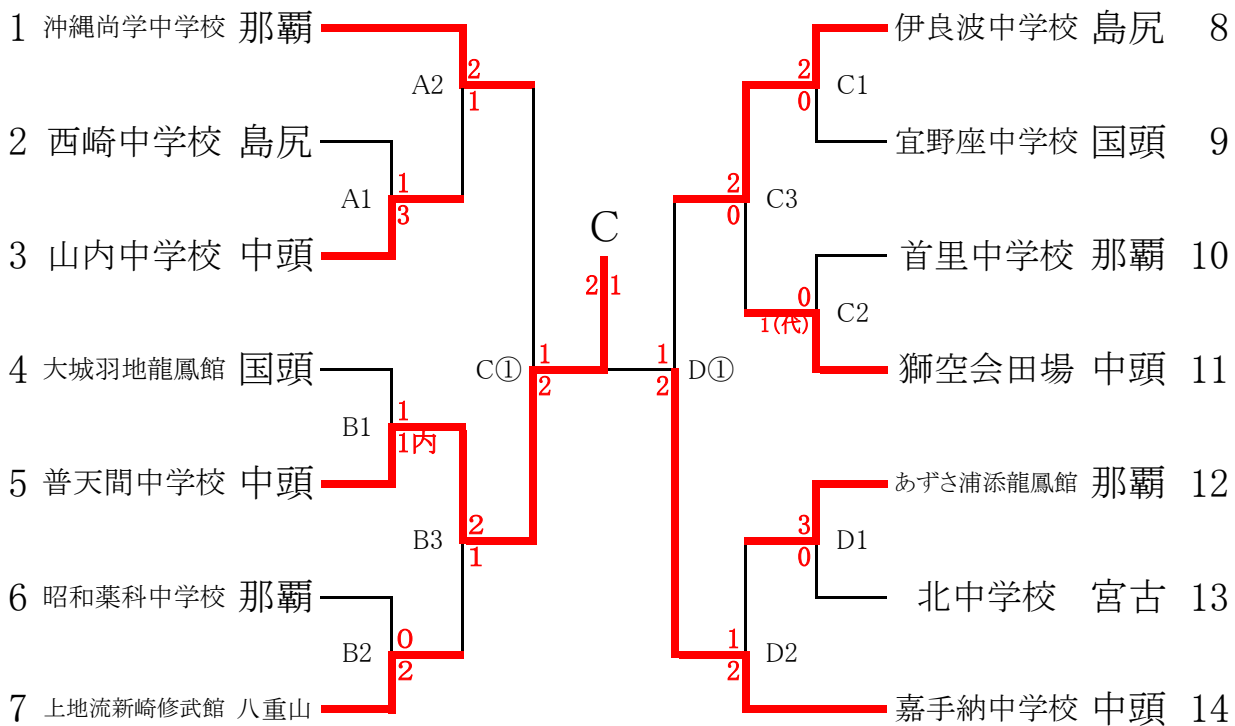 1 沖縄尚学中学校 那覇
2 西崎中学校 島尻
3 山内中学校 中頭
4 大城羽地龍鳳館 国頭
5 普天間中学校 中頭
6 昭和薬科中学校 那覇
7 上地流新崎修武館 八重山
A2
2
1
A1
1
3
B1
1
1内
B3
2
1
B2
0
2
C①
1
2
C
2 1
D①
1
2
C3
2
0
C1
2
0
C2
0
1(代)
D1
3
0
D2
1
2
伊良波中学校 島尻 8
宜野座中学校 国頭 9
首里中学校 那覇 10
獅空会田場 中頭 11
あずさ浦添龍鳳館 那覇 12
北中学校 宮古 13
嘉手納中学校 中頭 14